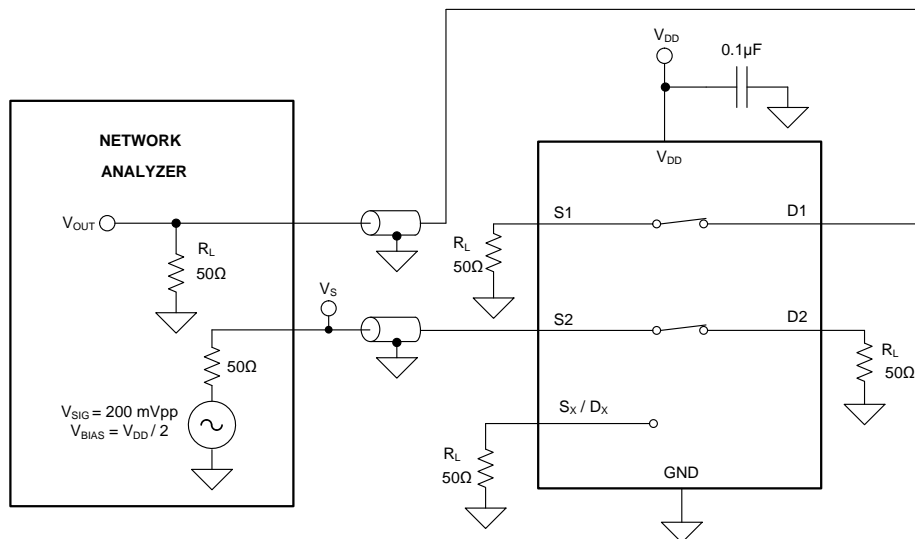 V_DD
0.1µF
NETWORK
ANALYZER
V_DD
V_OUT
S1
D1
R_L
50Ω
R_L
50Ω
V_S
S2
D2
50Ω
R_L
50Ω
V_SIG = 200 mVpp
V_BIAS = V_DD / 2
S_X / D_X
R_L
50Ω
GND